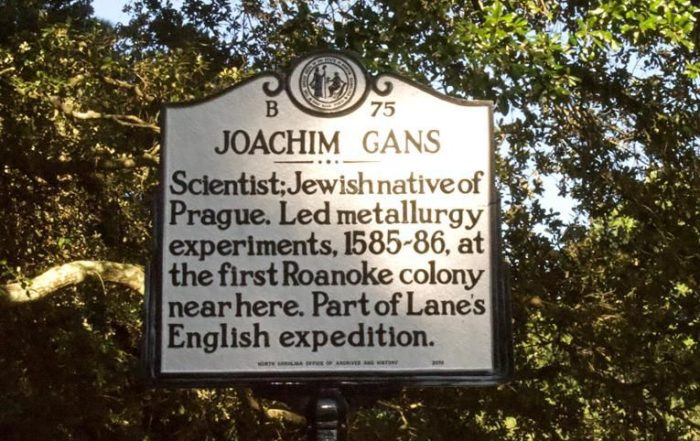 B 75
JOACHIM GANS
Scientist; Jewish native of
Prague. Led metallurgy
experiments, 1585-86, at
the first Roanoke colony
near here. Part of Lane's
English expedition.
NORTH CAROLINA OFFICE OF ARCHIVES AND HISTORY